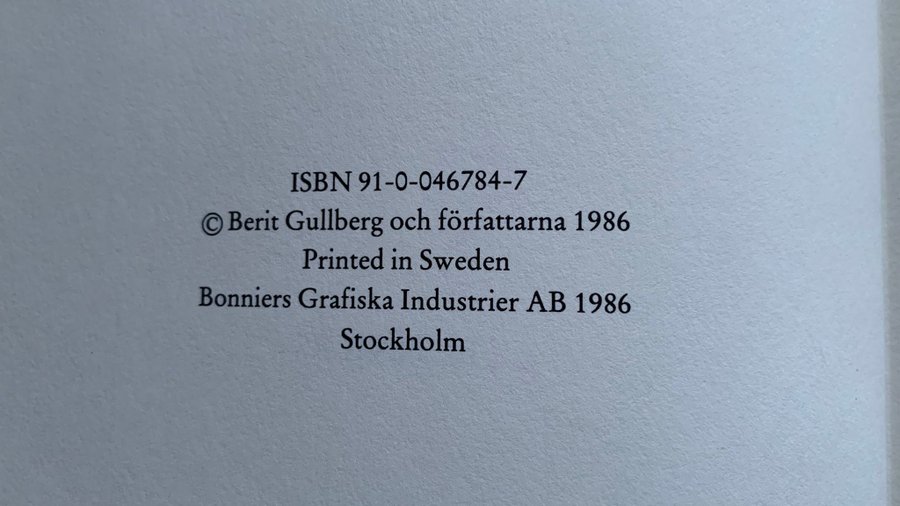 ISBN 91-0-046784-7
© Berit Gullberg och författarna 1986
Printed in Sweden
Bonniers Grafiska Industrier AB 1986
Stockholm